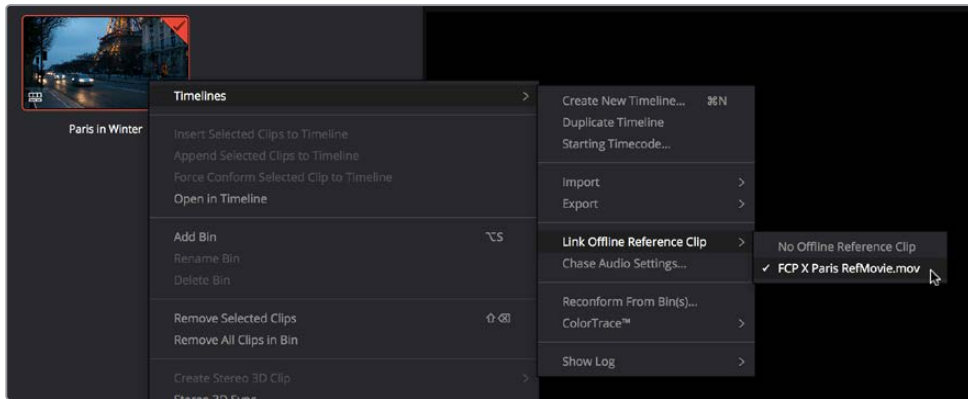 Paris in Winter
Timelines >
Insert Selected Clips to Timeline
Append Selected Clips to Timeline
Force Conform Selected Clip to Timeline
Open in Timeline
Add Bin ⌥S
Rename Bin
Delete Bin
Remove Selected Clips ⇧⌫
Remove All Clips in Bin
Create Stereo 3D Clip >
Stereo 3D Sync
Create New Timeline... ⌘N
Duplicate Timeline
Starting Timecode...
Import >
Export >
Link Offline Reference Clip >
Chase Audio Settings...
Reconform From Bin(s)...
ColorTrace™ >
Show Log >
No Offline Reference Clip
✓ FCP X Paris RefMovie.mov